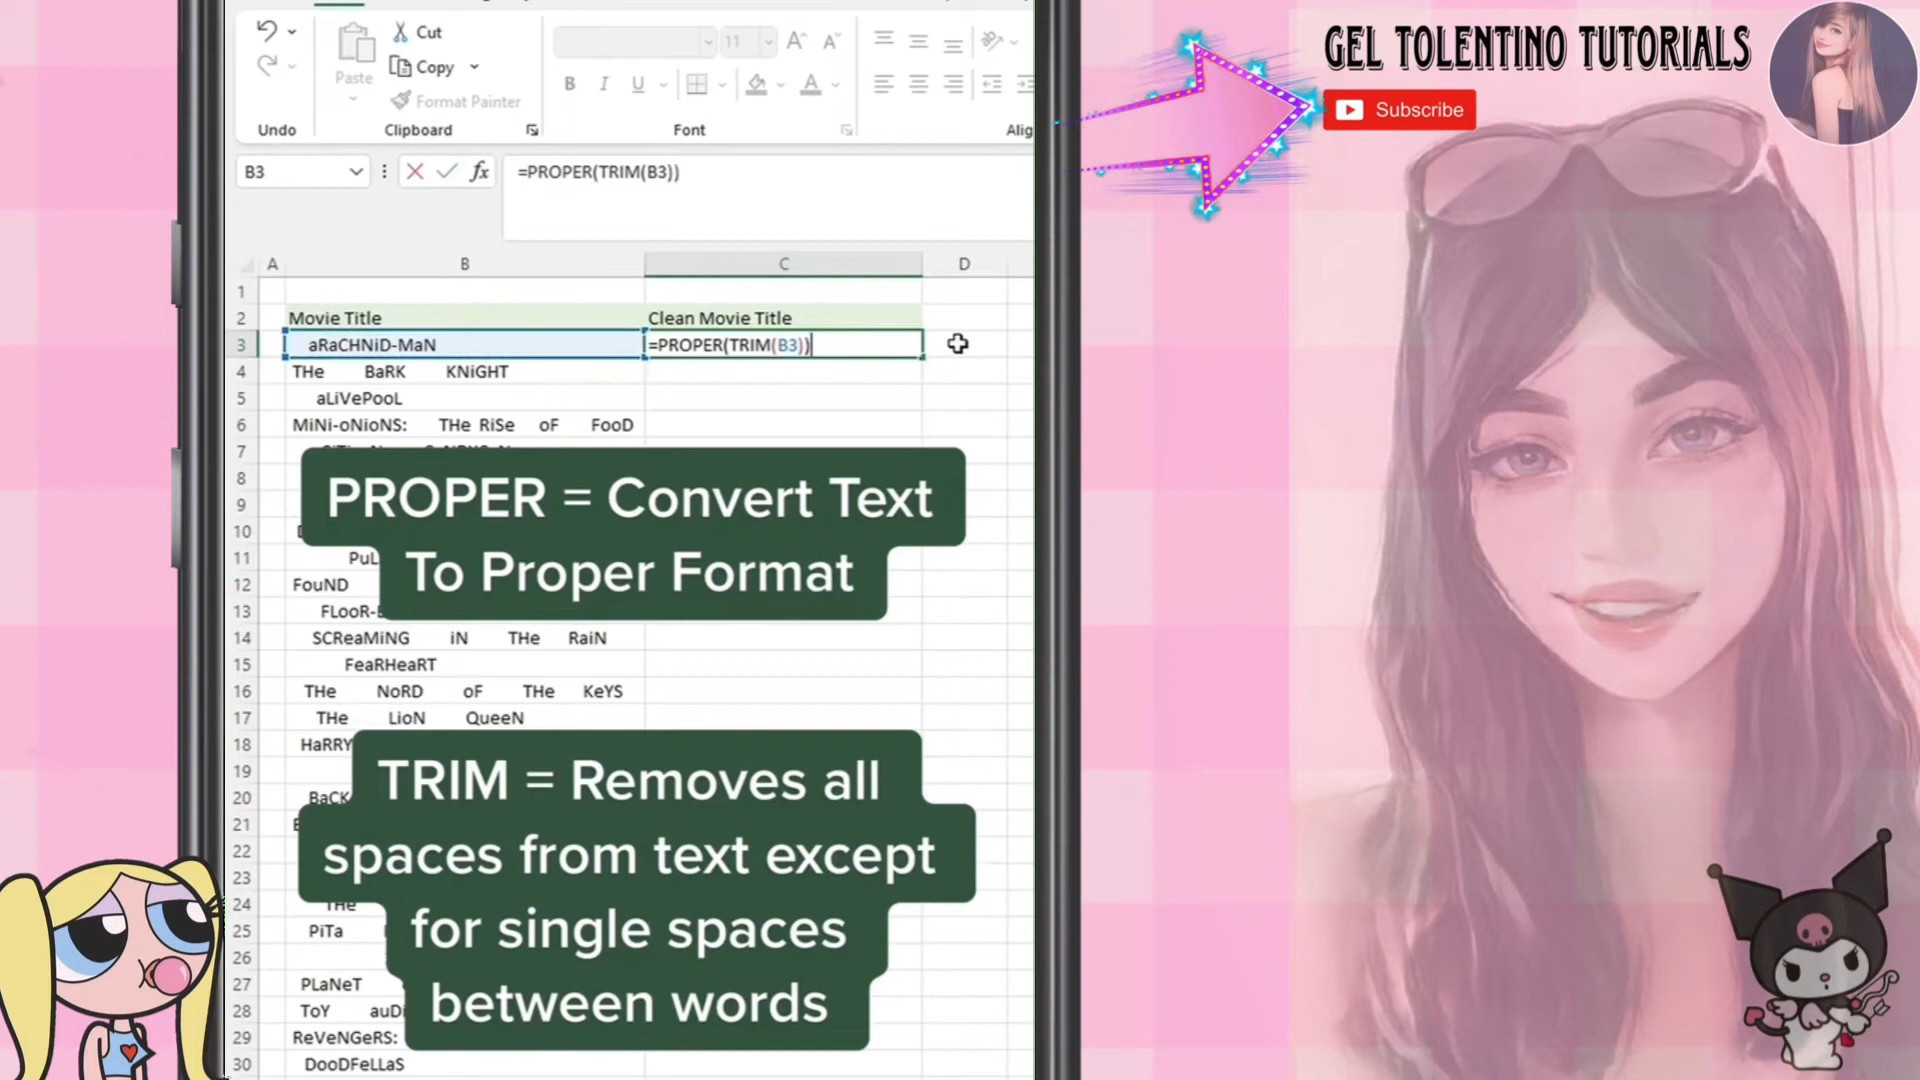 GEL TOLENTINO TUTORIALS
Subscribe
Cut
Copy
Paste
Format Painter
11
B I U
Undo
Clipboard
Font
B3
fx
=PROPER(TRIM(B3))
A B C D
1
2 Movie Title Clean Movie Title
3 aRaCHNiD-MaN =PROPER(TRIM(B3))
4 THe BaRK KNiGHT
5 aLiVePooL
6 MiNi-oNioNS: THe RiSe oF FooD
7
8
PROPER = Convert Text
9
10
To Proper Format
11
12 FouND
13
14 SCReaMiNG iN THe RaiN
15 FeaRHeaRT
16 THe NoRD oF THe KeYS
17 THe LioN QueeN
18 HaRRY
19
TRIM = Removes all
20 BaCK
21
spaces from text except
22
23
24 THe
for single spaces
25 PiTa
26
27 PLaNeT
between words
28 ToY
29 ReVeNGeRS:
30 DooDFeLLaS